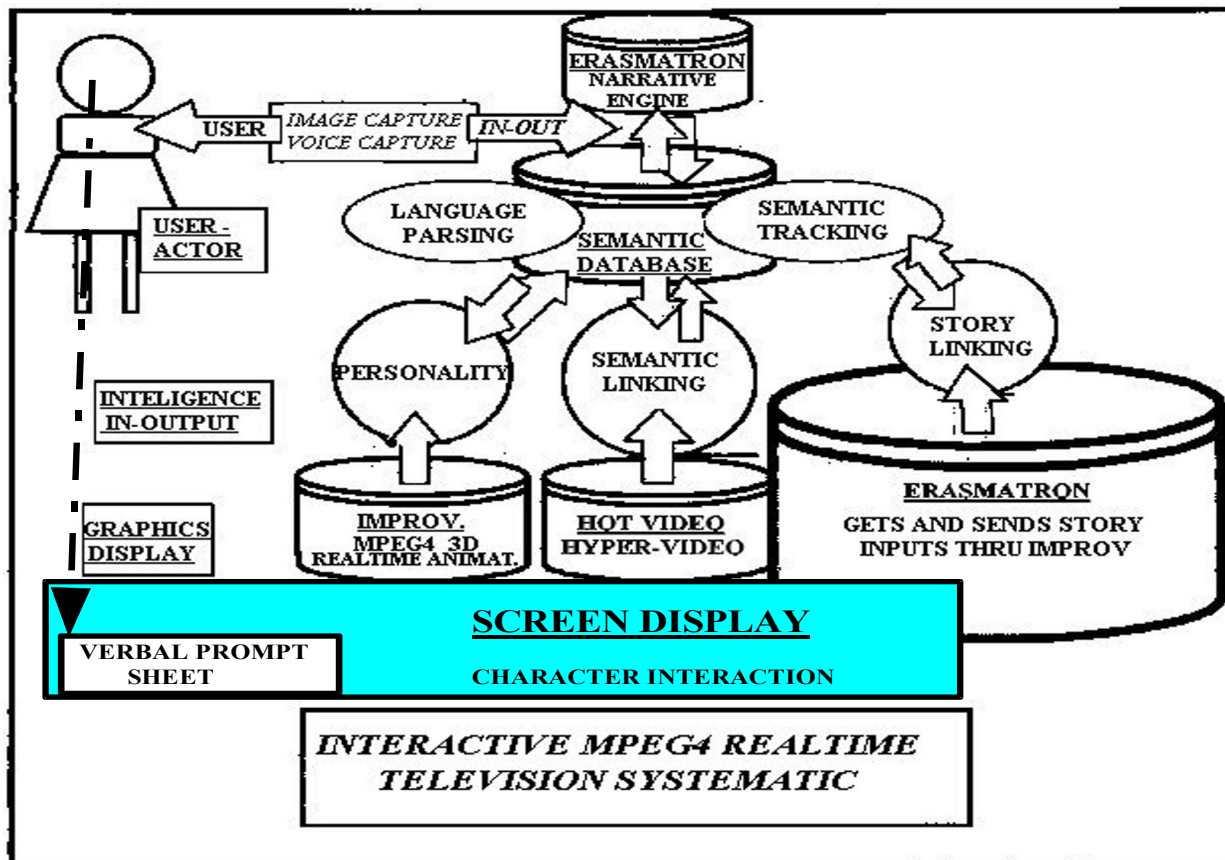 ERASMATRON
NARRATIVE
ENGINE
USER
IMAGE CAPTURE
VOICE CAPTURE
IN-OUT
USER -
ACTOR
LANGUAGE
PARSING
SEMANTIC
DATABASE
SEMANTIC
TRACKING
PERSONALITY
SEMANTIC
LINKING
STORY
LINKING
INTELIGENCE
IN-OUTPUT
GRAPHICS
DISPLAY
IMPROV.
MPEG4 3D
REALTIME ANIMAT.
HOT VIDEO
HYPER-VIDEO
ERASMATRON
GETS AND SENDS STORY
INPUTS THRU IMPROV
SCREEN DISPLAY
VERBAL PROMPT
SHEET
CHARACTER INTERACTION
INTERACTIVE MPEG4 REALTIME
TELEVISION SYSTEMATIC